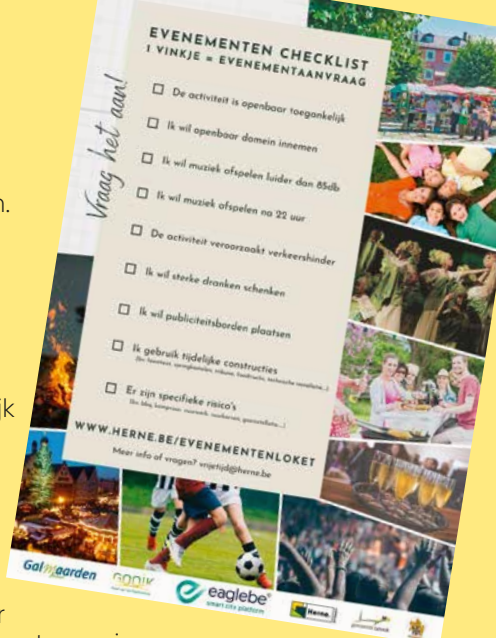 EVENEMENTEN CHECKLIST
1 VINKJE = EVENEMENTAANVRAAG
Vraag het aan!
De activiteit is openbaar toegankelijk
Ik wil openbaar domein innemen
Ik wil muziek afspelen luider dan 85db
Ik wil muziek afspelen na 22 uur
De activiteit veroorzaakt verkeershinder
Ik wil sterke dranken schenken
Ik wil publiciteitsborden plaatsen
Ik gebruik tijdelijke constructies
Er zijn specifieke risico's
WWW.HERNE.BE/EVENEMENTENLOKET
Meer info of vragen? vrijetijd@herne.be
Galmaarden
GOOIK
eaglebe
smart city platform
Herne